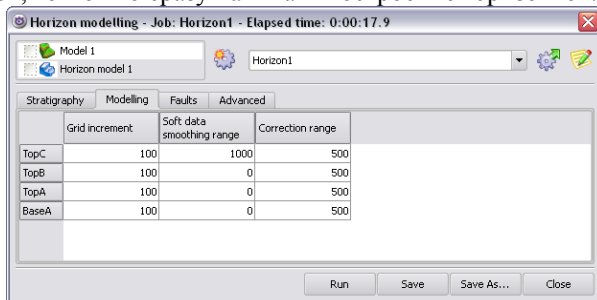 Horizon modelling - Job: Horizon1 - Elapsed time: 0:00:17.9
Model 1
Horizon model 1
Horizon1
Stratigraphy Modelling Faults Advanced
Grid increment Soft data smoothing range Correction range
TopC 100 1000 500
TopB 100 0 500
TopA 100 0 500
BaseA 100 0 500
Run Save Save As... Close